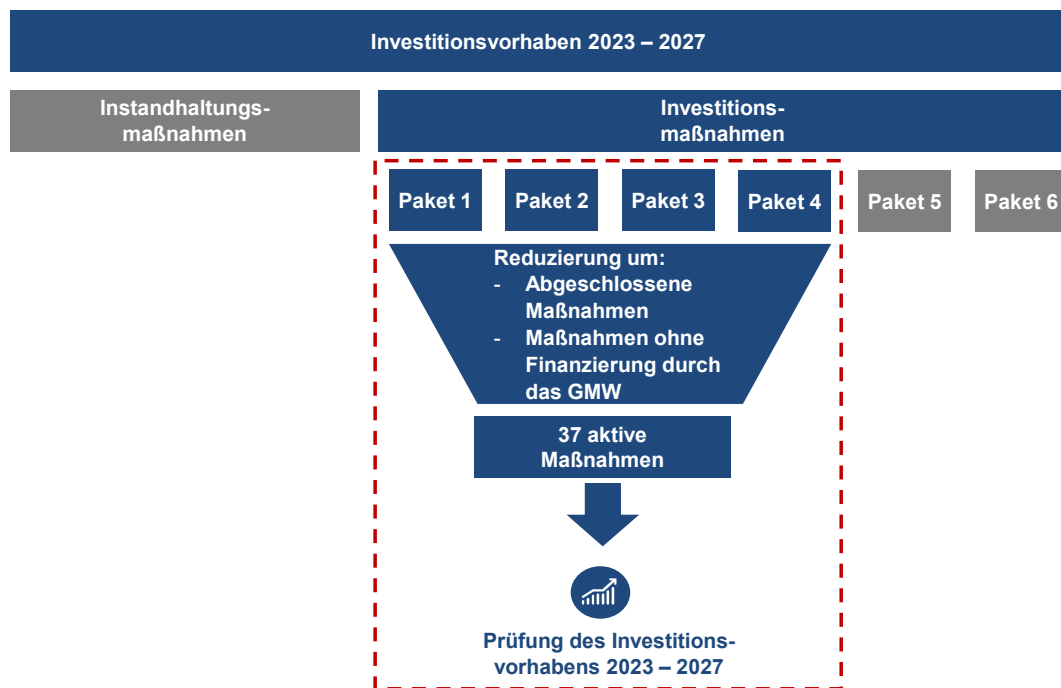 Investitionsvorhaben 2023 – 2027
Instandhaltungs-
maßnahmen
Investitions-
maßnahmen
Paket 1
Paket 2
Paket 3
Paket 4
Paket 5
Paket 6
Reduzierung um:
- Abgeschlossene
Maßnahmen
- Maßnahmen ohne
Finanzierung durch
das GMW
37 aktive
Maßnahmen
Prüfung des Investitions-
vorhabens 2023 – 2027